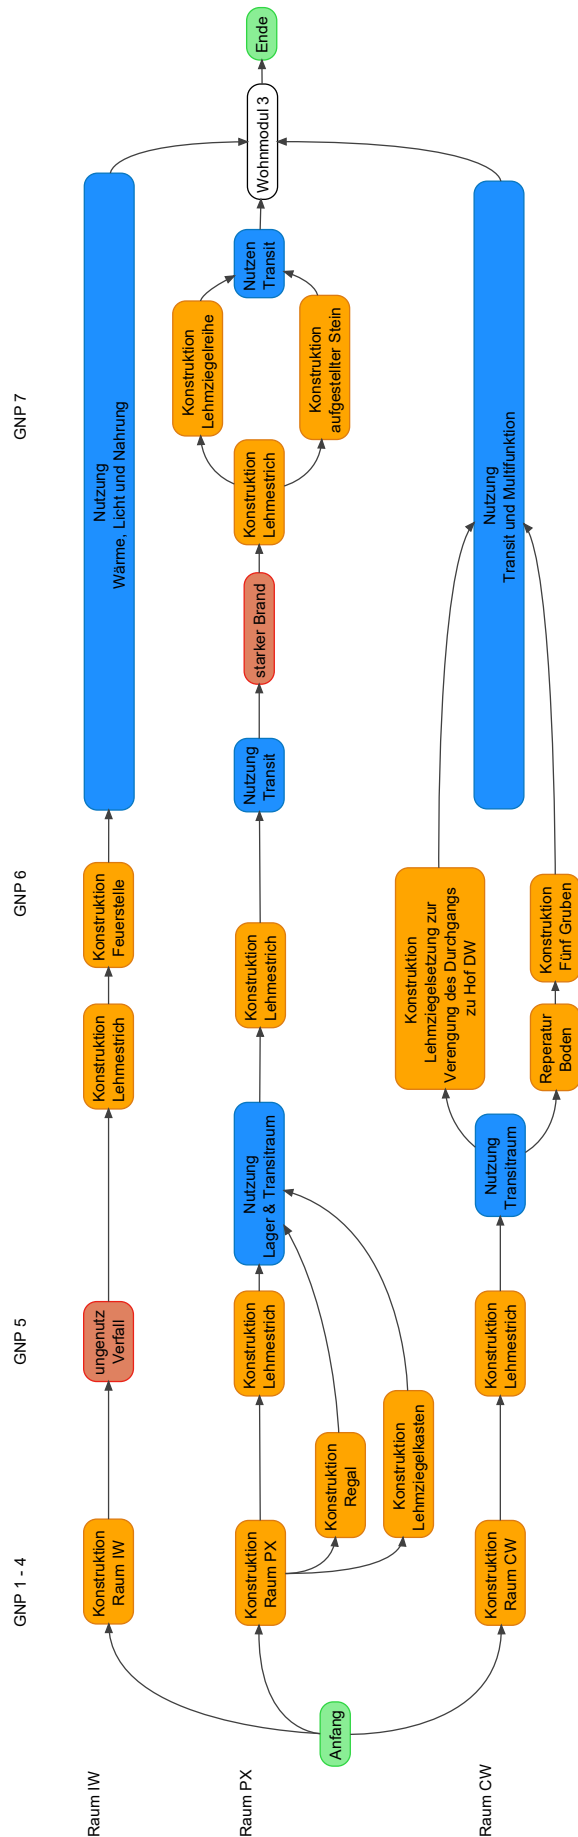 GNP 1 - 4
GNP 5
GNP 6
GNP 7
Raum IW
Konstruktion
Raum IW
ungenutz
Verfall
Konstruktion
Lehmestrich
Konstruktion
Feuerstelle
Nutzung
Wärme, Licht und Nahrung
Raum PX
Anfang
Konstruktion
Raum PX
Konstruktion
Regal
Konstruktion
Lehmziegelkasten
Konstruktion
Lehmestrich
Nutzung
Lager & Transitraum
Konstruktion
Lehmestrich
Nutzung
Transit
starker Brand
Konstruktion
Lehmestrich
Konstruktion
Lehmziegelreihe
Konstruktion
aufgestellter Stein
Nutzen
Transit
Wohnmodul 3
Ende
Raum CW
Konstruktion
Raum CW
Konstruktion
Lehmestrich
Nutzung
Transitraum
Konstruktion
Lehmziegelsetzung zur
Verengung des Durchgangs
zu Hof DW
Reperatur
Boden
Konstruktion
Fünf Gruben
Nutzung
Transit und Multifunktion